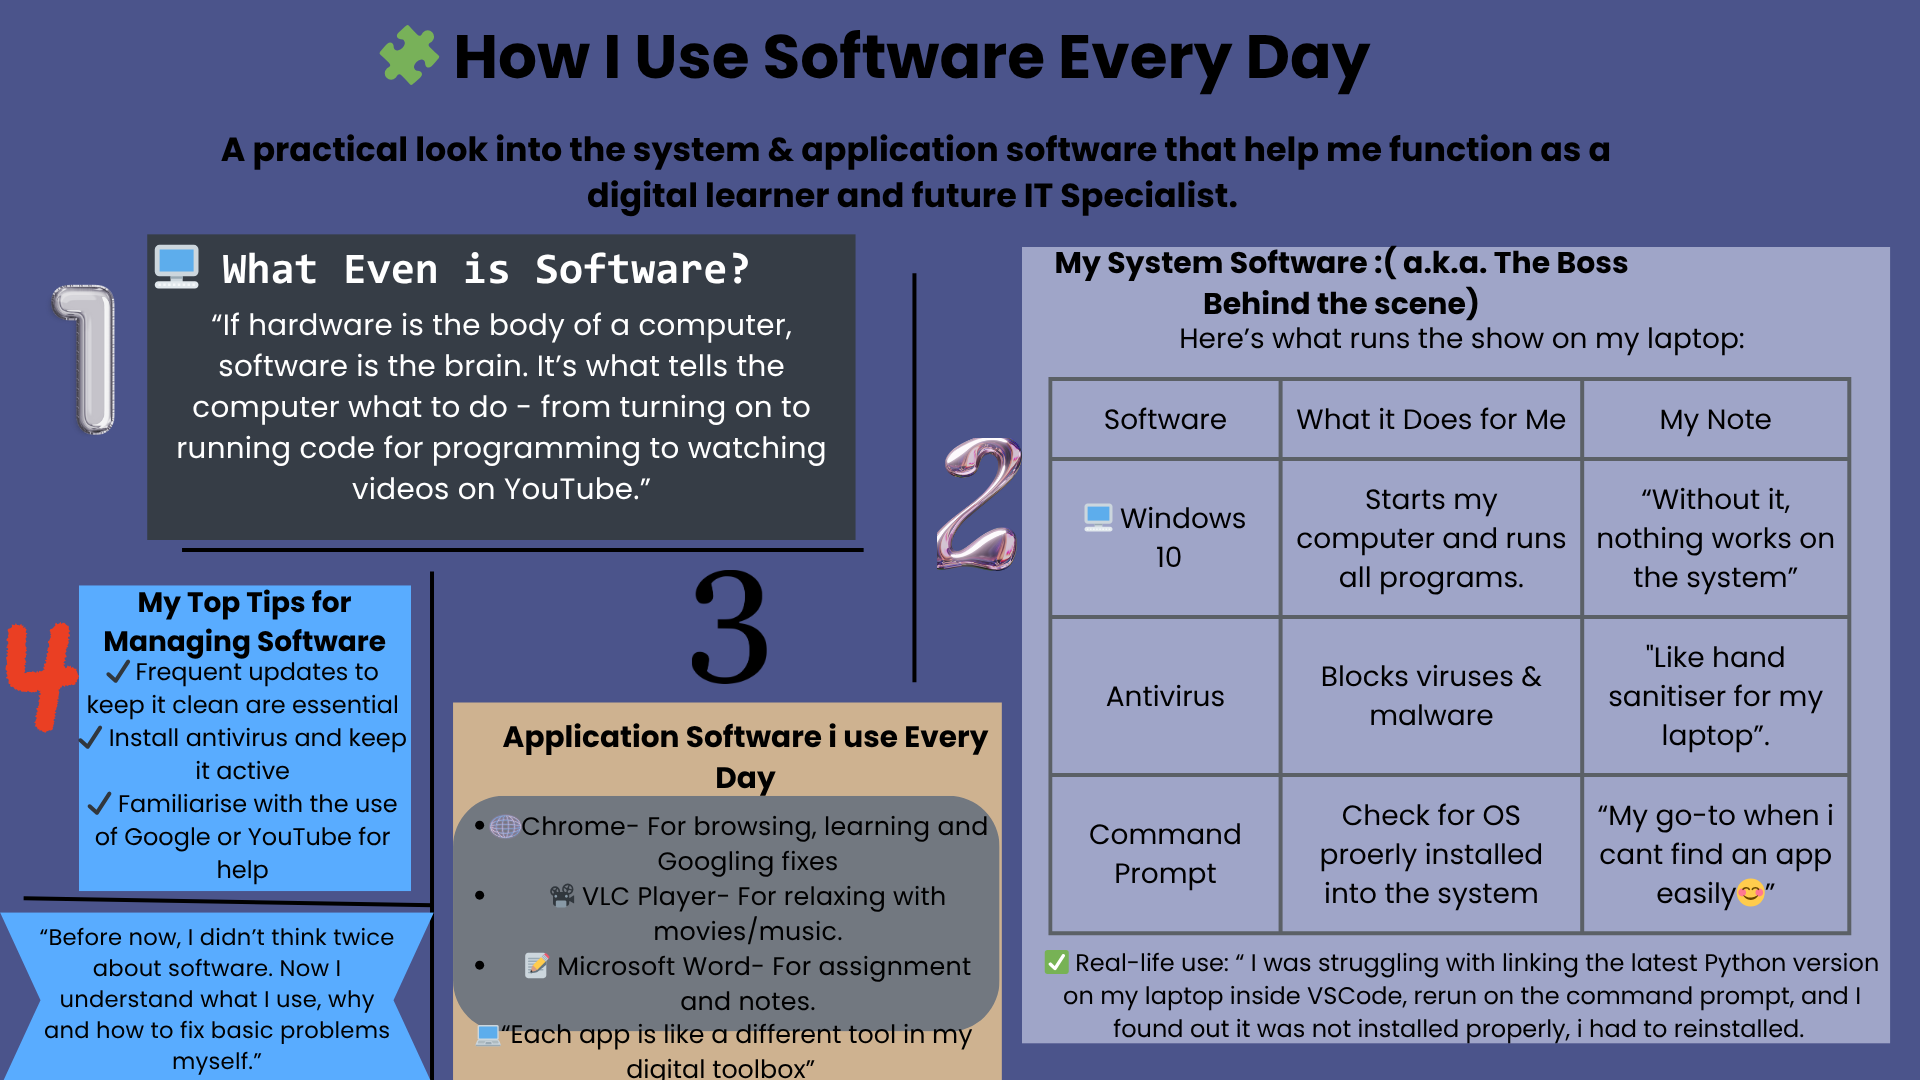 How I Use Software Every Day
A practical look into the system & application software that help me function as a
digital learner and future IT Specialist.
1
What Even is Software?
“If hardware is the body of a computer,
software is the brain. It’s what tells the
computer what to do - from turning on to
running code for programming to watching
videos on YouTube.”
2
My System Software :( a.k.a. The Boss
Behind the scene)
Here’s what runs the show on my laptop:
Software
What it Does for Me
My Note
Windows
10
Starts my
computer and runs
all programs.
“Without it,
nothing works on
the system”
Antivirus
Blocks viruses &
malware
"Like hand
sanitiser for my
laptop”.
Command
Prompt
Check for OS
proerly installed
into the system
“My go-to when i
cant find an app
easily😊”
✅ Real-life use: “ I was struggling with linking the latest Python version
on my laptop inside VSCode, rerun on the command prompt, and I
found out it was not installed properly, i had to reinstalled.
3
Application Software i use Every
Day
• Chrome- For browsing, learning and
Googling fixes
• VLC Player- For relaxing with
movies/music.
• Microsoft Word- For assignment
and notes.
“Each app is like a different tool in my
digital toolbox”
4
My Top Tips for
Managing Software
✓ Frequent updates to
keep it clean are essential
✓ Install antivirus and keep
it active
✓ Familiarise with the use
of Google or YouTube for
help
“Before now, I didn’t think twice
about software. Now I
understand what I use, why
and how to fix basic problems
myself.”